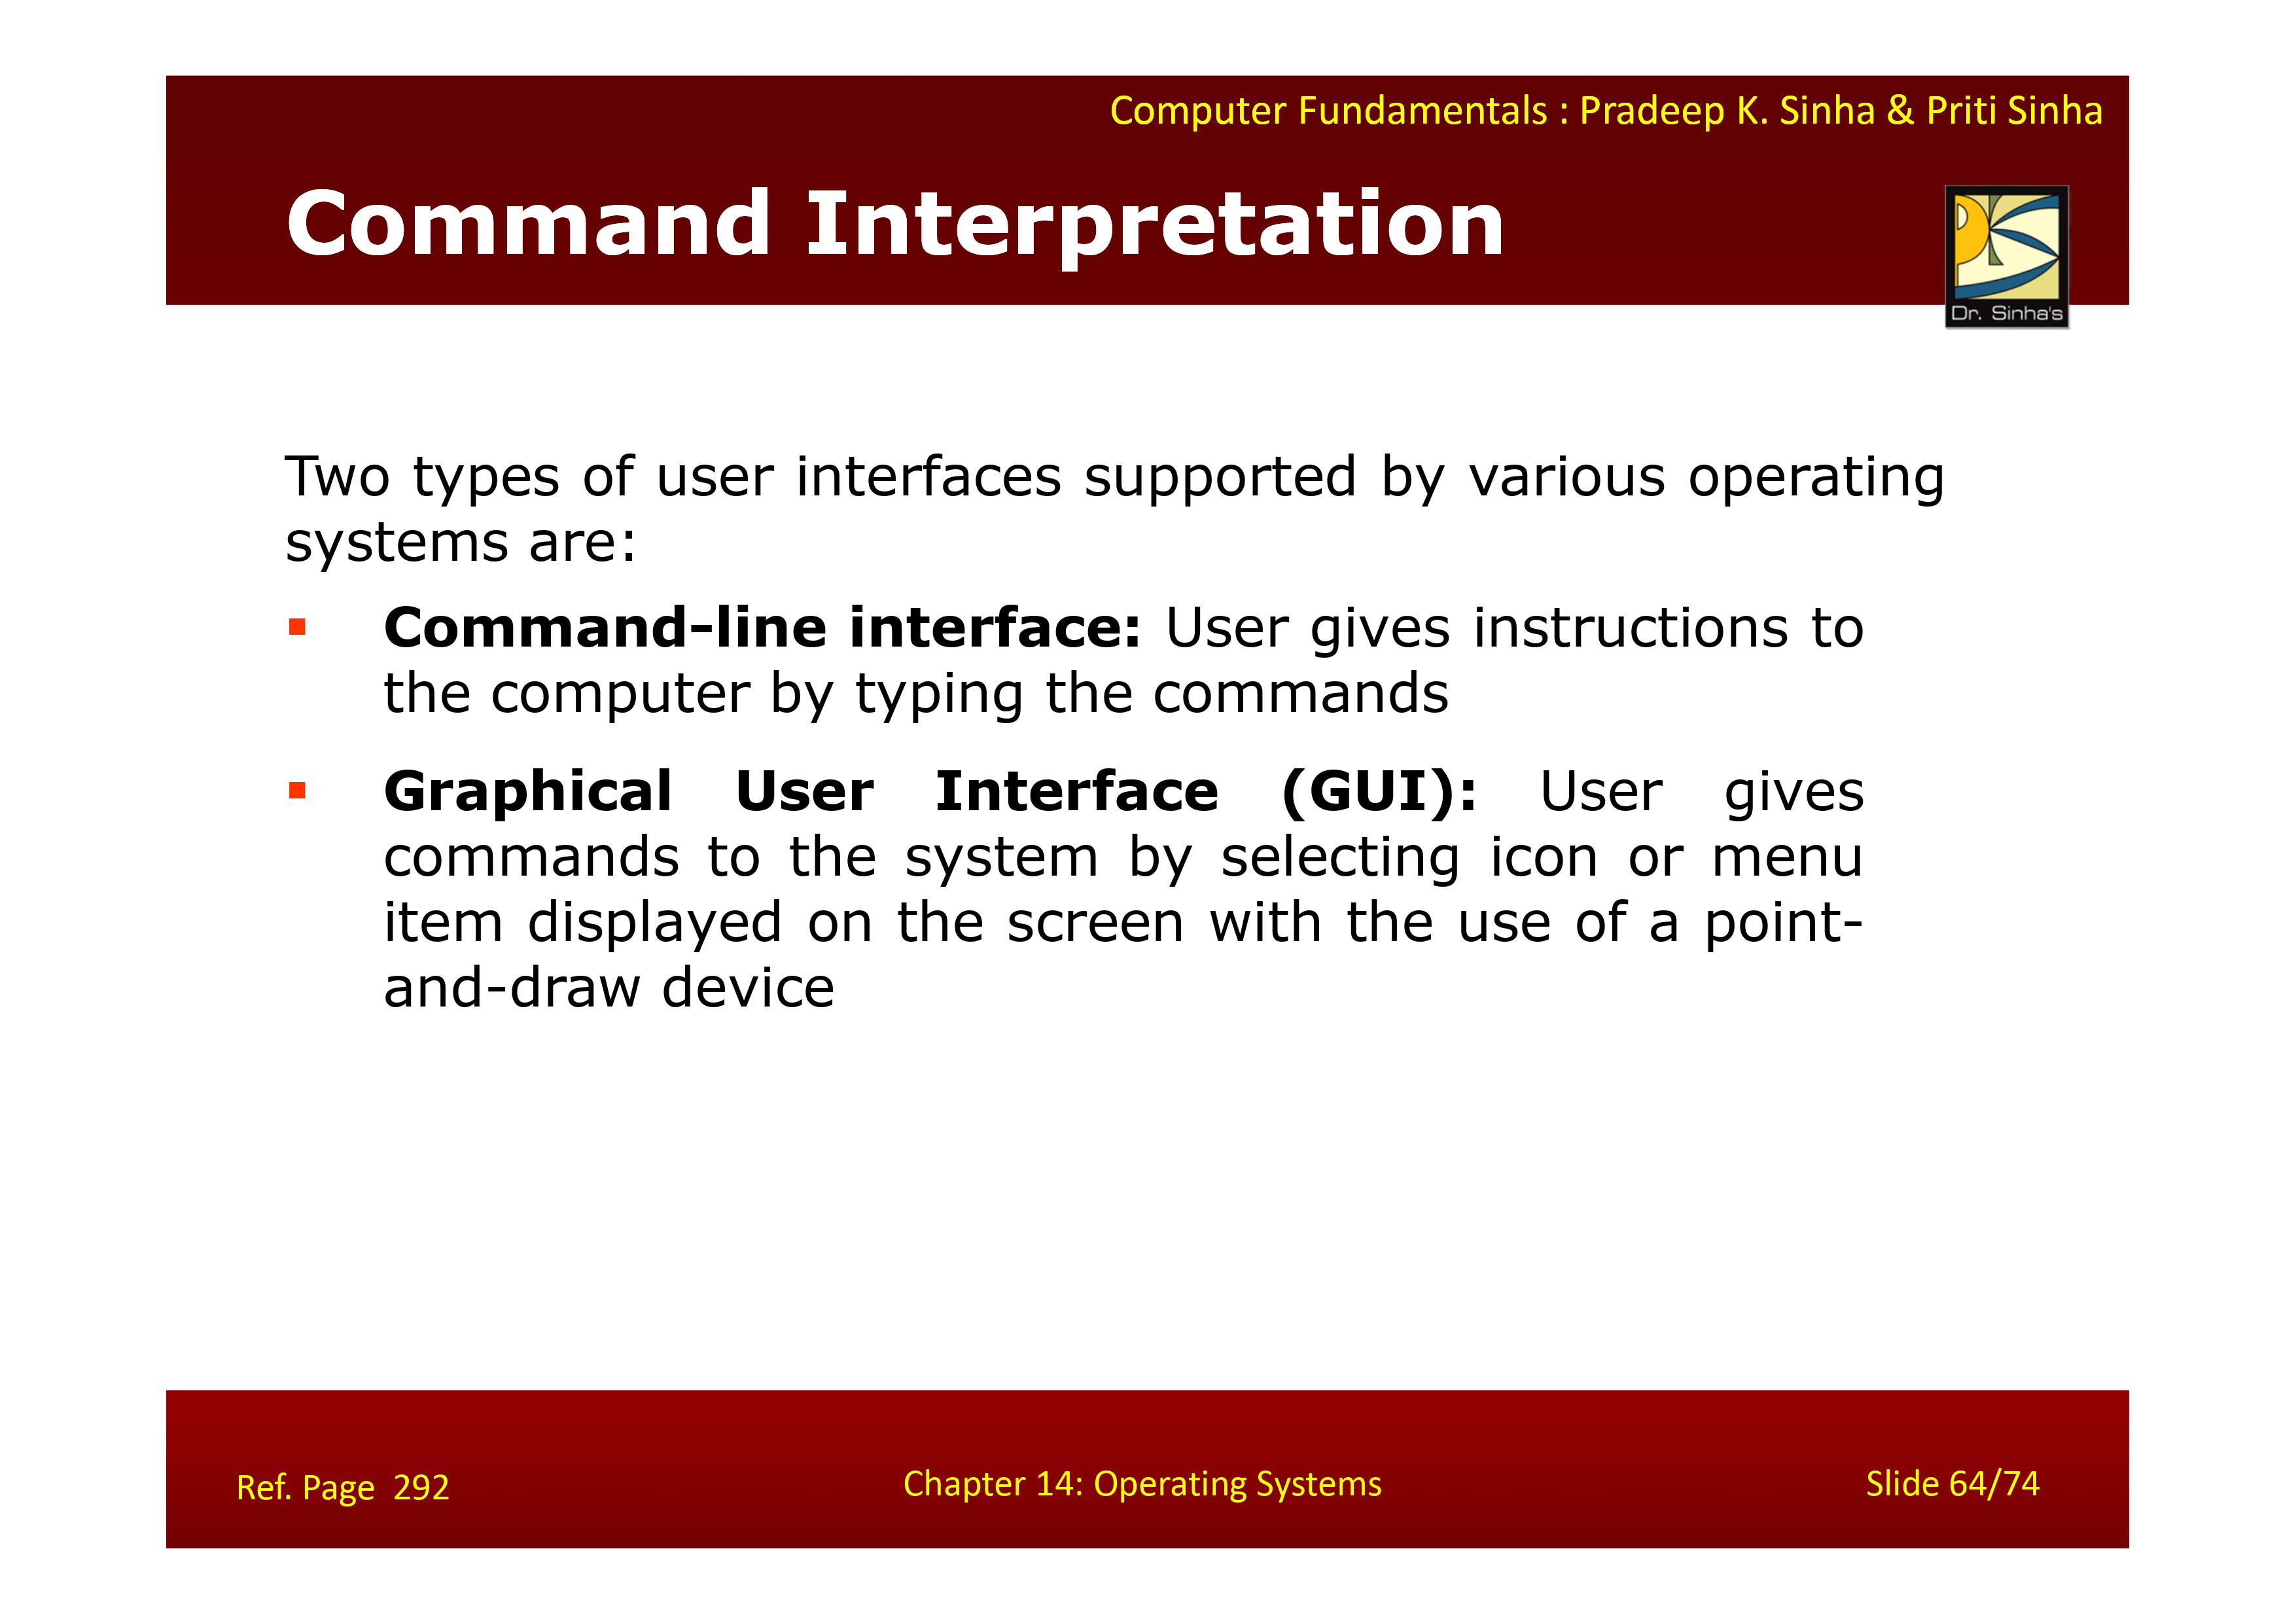 Computer Fundamentals : Pradeep K. Sinha & Priti Sinha
Command Interpretation
Dr. Sinha's
Two types of user interfaces supported by various operating
systems are:
▪ Command-line interface: User gives instructions to
the computer by typing the commands
▪ Graphical User Interface (GUI): User gives
commands to the system by selecting icon or menu
item displayed on the screen with the use of a point-
and-draw device
Ref. Page 292
Chapter 14: Operating Systems
Slide 64/74